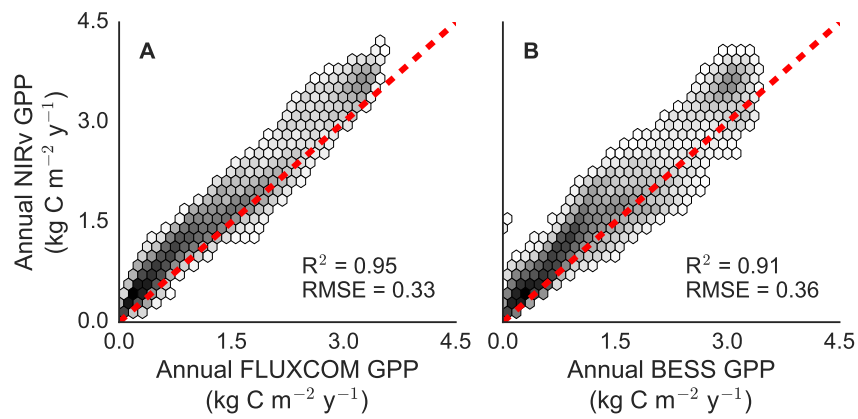 Annual NIRv GPP
(kg C m⁻² y⁻¹)
4.5
3.0
1.5
0.0
A
R² = 0.95
RMSE = 0.33
0.0 1.5 3.0 4.5
Annual FLUXCOM GPP
(kg C m⁻² y⁻¹)
B
R² = 0.91
RMSE = 0.36
0.0 1.5 3.0 4.5
Annual BESS GPP
(kg C m⁻² y⁻¹)